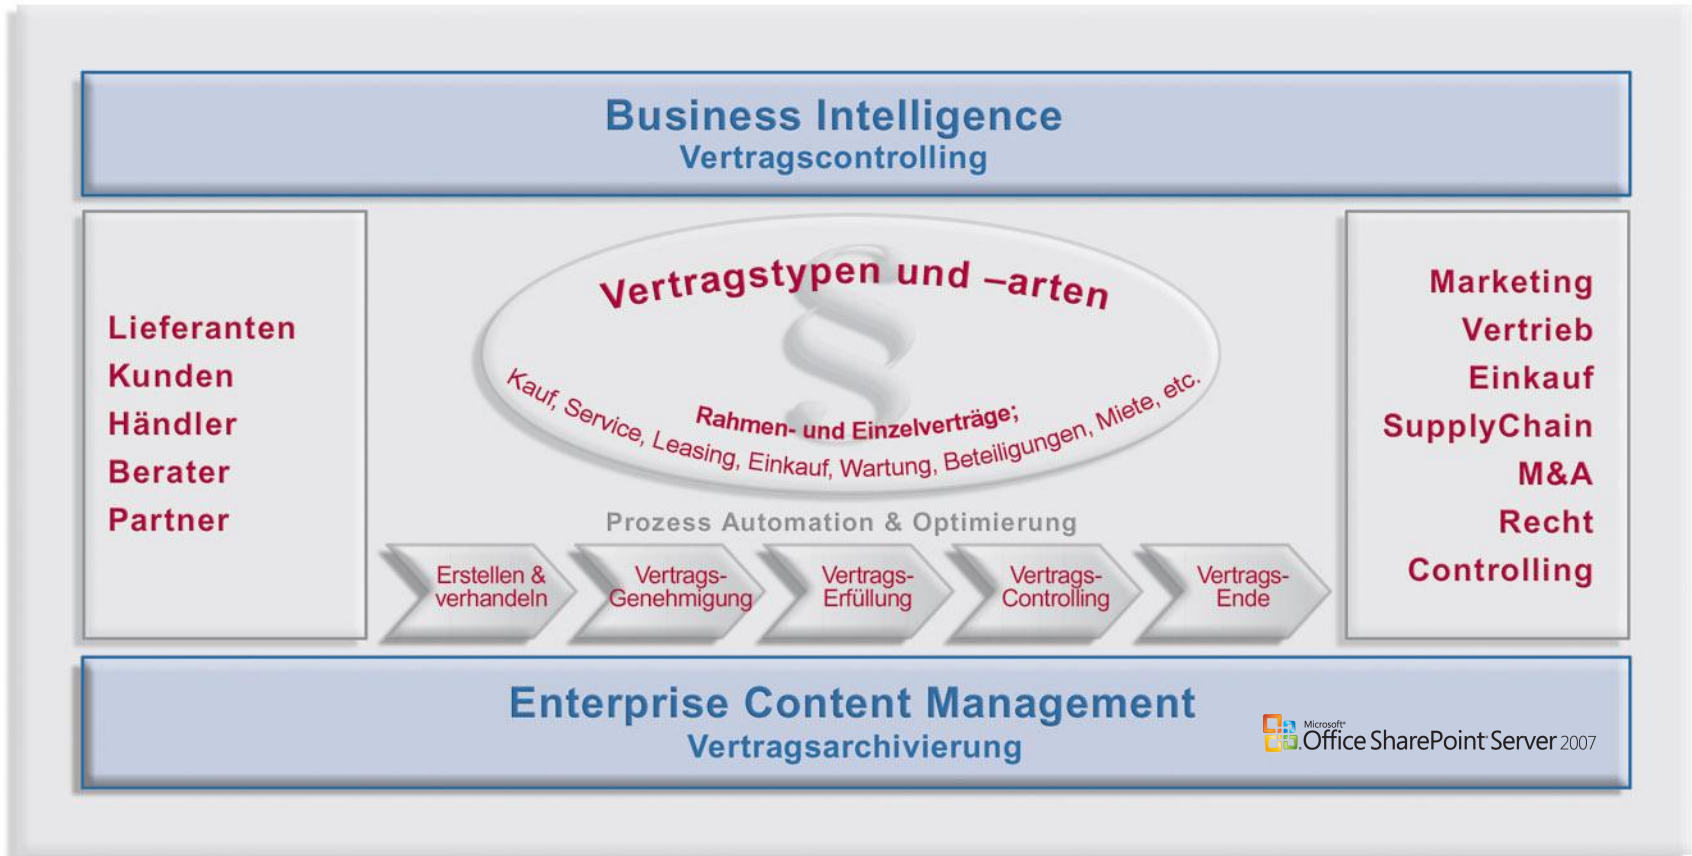 Business Intelligence
Vertragscontrolling
Lieferanten
Kunden
Händler
Berater
Partner
Vertragstypen und –arten
Rahmen- und Einzelverträge;
Kauf, Service, Leasing, Einkauf, Wartung, Beteiligungen, Miete, etc.
§
Prozess Automation & Optimierung
Erstellen &
verhandeln
Vertrags-
Genehmigung
Vertrags-
Erfüllung
Vertrags-
Controlling
Vertrags-
Ende
Marketing
Vertrieb
Einkauf
SupplyChain
M&A
Recht
Controlling
Enterprise Content Management
Vertragsarchivierung
Microsoft®
Office SharePoint Server 2007